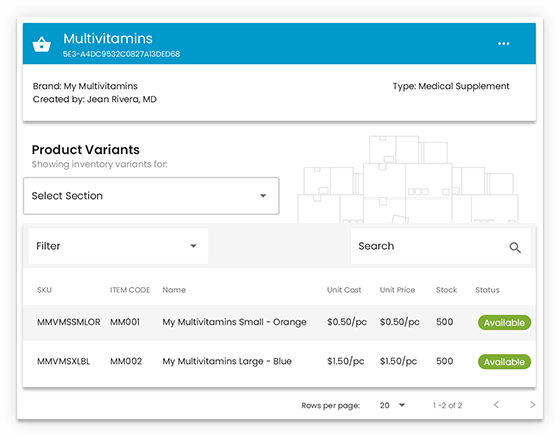 Multivitamins
5E3-A4DC9532C0827A13DED68
Brand: My Multivitamins
Type: Medical Supplement
Created by: Jean Rivera, MD
Product Variants
Showing inventory variants for:
Select Section
Filter
Search
SKU ITEM CODE Name Unit Cost Unit Price Stock Status
MMVMSSMLOR MM001 My Multivitamins Small - Orange $0.50/pc $0.50/pc 500 Available
MMVMSXLBL MM002 My Multivitamins Large - Blue $1.50/pc $1.50/pc 500 Available
Rows per page: 20 1 -2 of 2